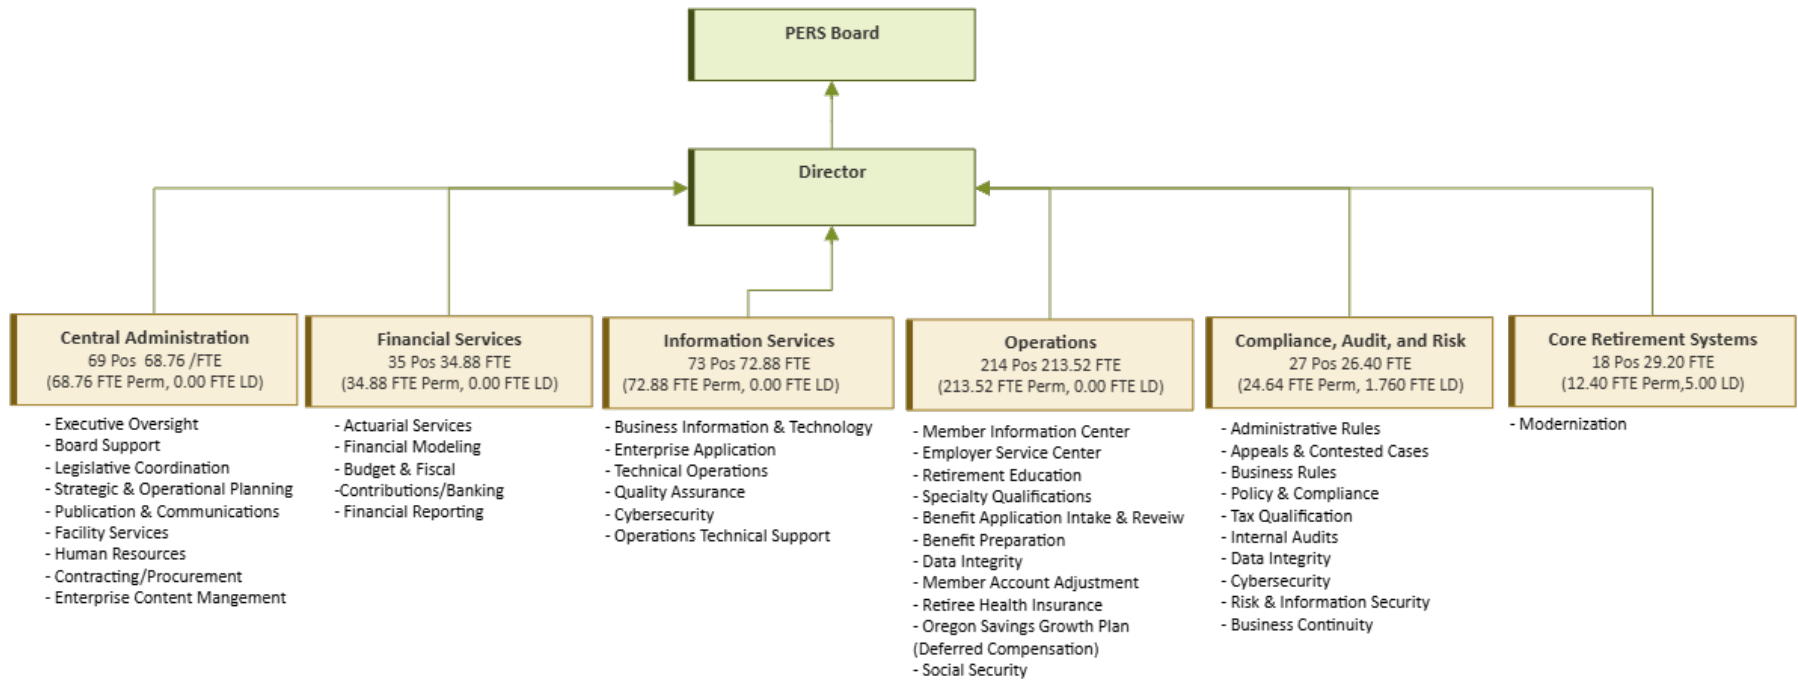 PERS Board
Director
Central Administration
69 Pos 68.76 /FTE
(68.76 FTE Perm, 0.00 FTE LD)
- Executive Oversight
- Board Support
- Legislative Coordination
- Strategic & Operational Planning
- Publication & Communications
- Facility Services
- Human Resources
- Contracting/Procurement
- Enterprise Content Mangement
Financial Services
35 Pos 34.88 FTE
(34.88 FTE Perm, 0.00 FTE LD)
- Actuarial Services
- Financial Modeling
- Budget & Fiscal
-Contributions/Banking
- Financial Reporting
Information Services
73 Pos 72.88 FTE
(72.88 FTE Perm, 0.00 FTE LD)
- Business Information & Technology
- Enterprise Application
- Technical Operations
- Quality Assurance
- Cybersecurity
- Operations Technical Support
Operations
214 Pos 213.52 FTE
(213.52 FTE Perm, 0.00 FTE LD)
- Member Information Center
- Employer Service Center
- Retirement Education
- Specialty Qualifications
- Benefit Application Intake & Reveiw
- Benefit Preparation
- Data Integrity
- Member Account Adjustment
- Retiree Health Insurance
- Oregon Savings Growth Plan
(Deferred Compensation)
- Social Security
Compliance, Audit, and Risk
27 Pos 26.40 FTE
(24.64 FTE Perm, 1.760 FTE LD)
- Administrative Rules
- Appeals & Contested Cases
- Business Rules
- Policy & Compliance
- Tax Qualification
- Internal Audits
- Data Integrity
- Cybersecurity
- Risk & Information Security
- Business Continuity
Core Retirement Systems
18 Pos 29.20 FTE
(12.40 FTE Perm,5.00 LD)
- Modernization